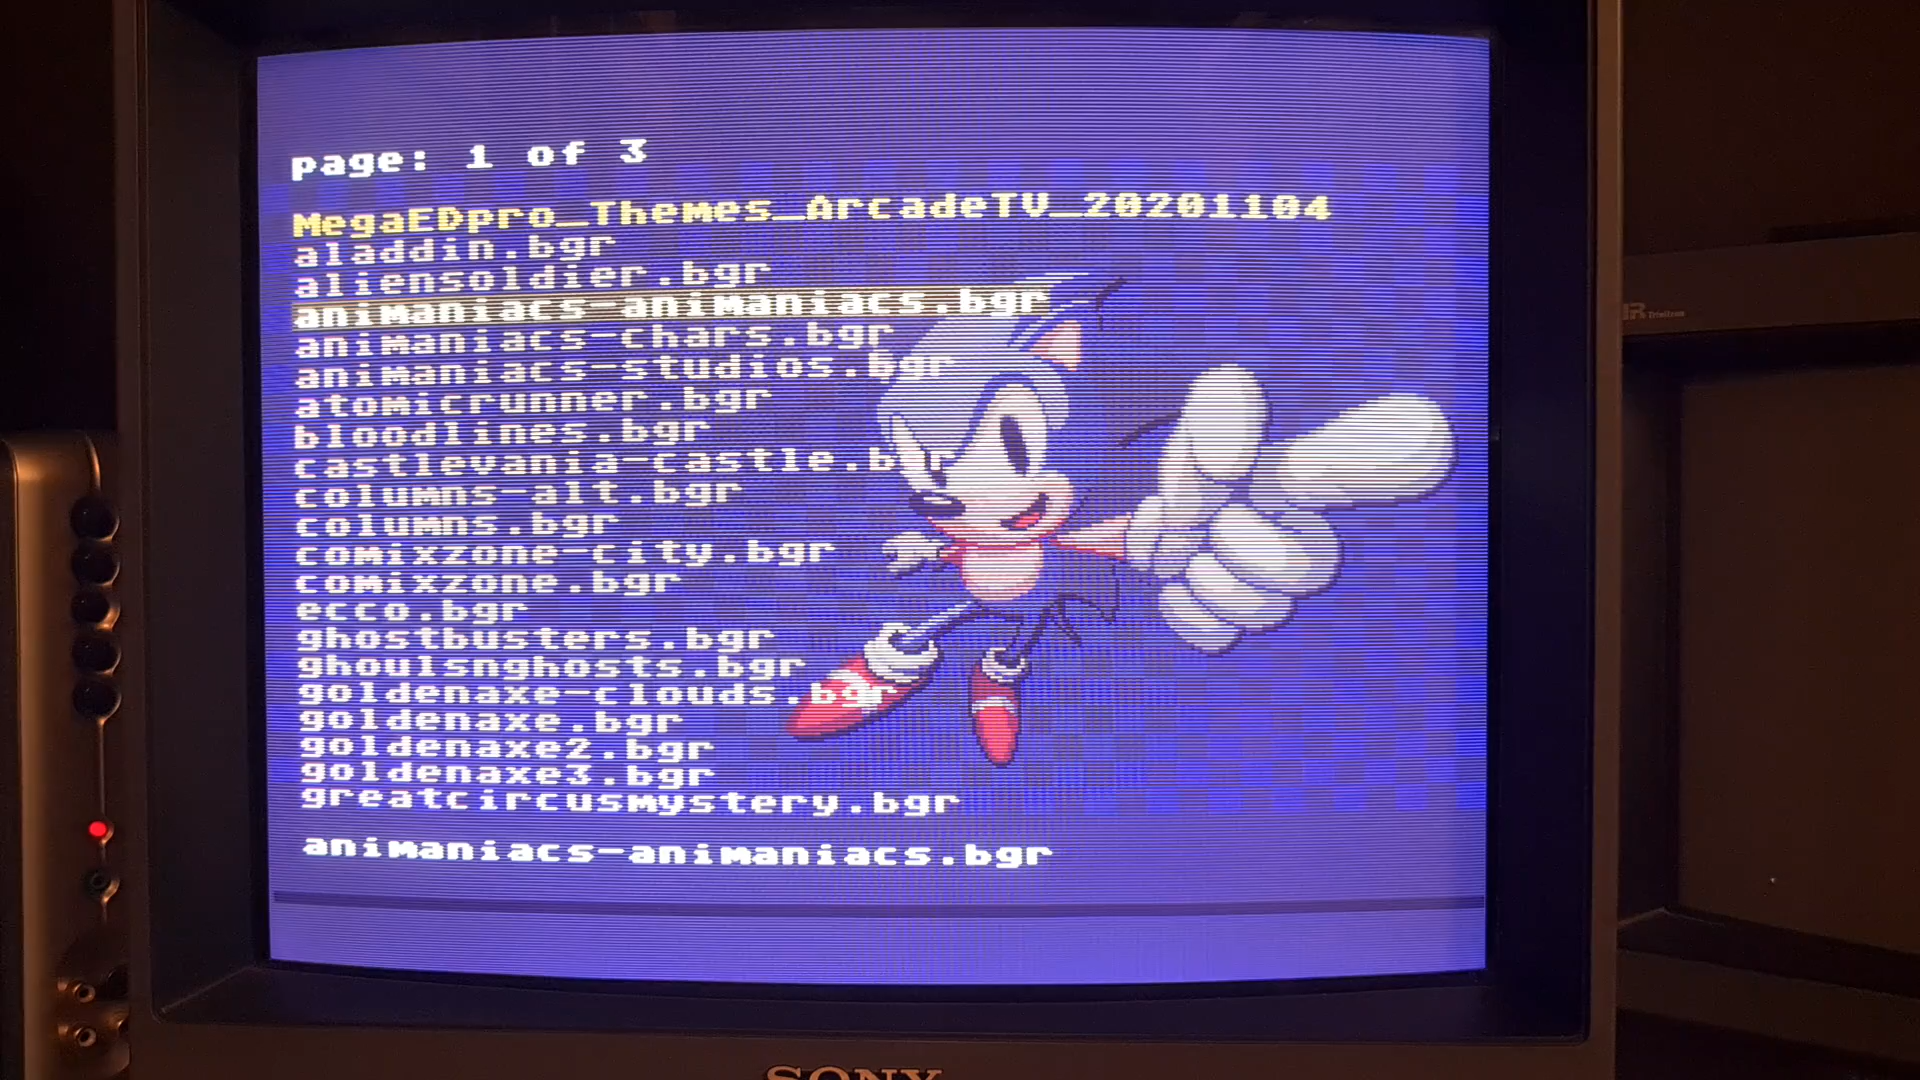 page: 1 of 3
MegaEDpro_Themes_ArcadeTV_20201104
aladdin.bgr
aliensoldier.bgr
animaniacs-animaniacs.bgr
animaniacs-chars.bgr
animaniacs-studios.bgr
atomicrunner.bgr
bloodlines.bgr
castlevania-castle.bgr
columns-alt.bgr
columns.bgr
comixzone-city.bgr
comixzone.bgr
ecco.bgr
ghostbusters.bgr
ghoulsnghosts.bgr
goldenaxe-clouds.bgr
goldenaxe.bgr
goldenaxe2.bgr
goldenaxe3.bgr
greatcircusmystery.bgr
animaniacs-animaniacs.bgr
SONY
Trinitron